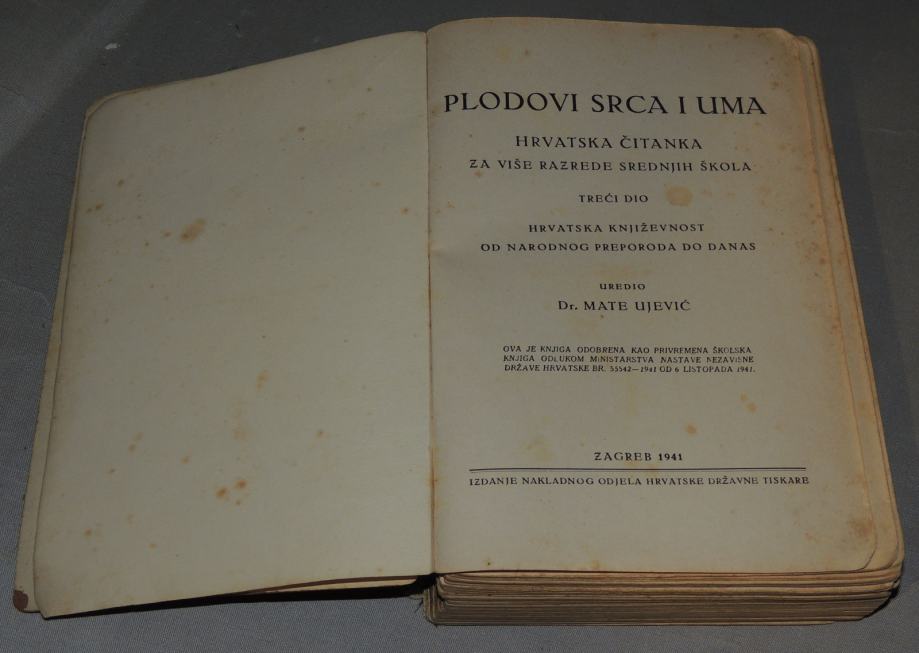 PLODOVI SRCA I UMA
HRVATSKA ČITANKA
ZA VIŠE RAZREDE SREDNJIH ŠKOLA
TREĆI DIO
HRVATSKA KNJIŽEVNOST
OD NARODNOG PREPORODA DO DANAS
UREDIO
Dr. MATE UJEVIĆ
OVA JE KNJIGA ODOBRENA KAO PRIVREMENA ŠKOLSKA
KNJIGA ODLUKOM MINISTARSTVA NASTAVE NEZAVISNE
DRŽAVE HRVATSKE BR. 55542—1941 OD 6 LISTOPADA 1941.
ZAGREB 1941
IZDANJE NAKLADNOG ODJELA HRVATSKE DRŽAVNE TISKARE